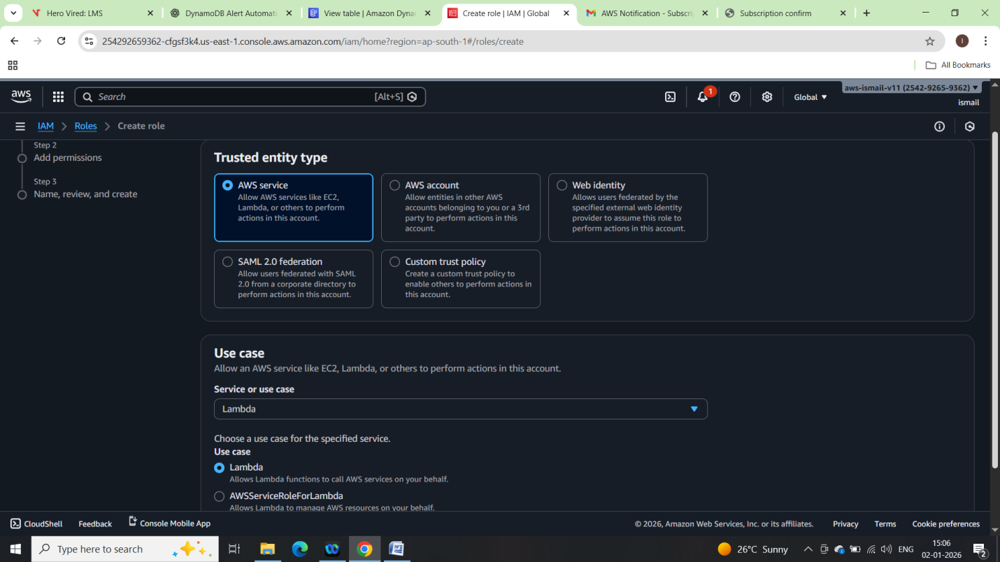 Hero Vired: LMS
DynamoDB Alert Automati
View table | Amazon Dyna
Create role | IAM | Global
AWS Notification - Subscri
Subscription confirm
254292659362-cfgsf3k4.us-east-1.console.aws.amazon.com/iam/home?region=ap-south-1#/roles/create
I
All Bookmarks
aws
Search
[Alt+S]
1
Global
aws-ismail-v11 (2542-9265-9362)
ismail
IAM
Roles
Create role
Step 2
Add permissions
Step 3
Name, review, and create
Trusted entity type
AWS service
Allow AWS services like EC2,
Lambda, or others to perform
actions in this account.
AWS account
Allow entities in other AWS
accounts belonging to you or a 3rd
party to perform actions in this
account.
Web identity
Allows users federated by the
specified external web identity
provider to assume this role to
perform actions in this account.
SAML 2.0 federation
Allow users federated with SAML
2.0 from a corporate directory to
perform actions in this account.
Custom trust policy
Create a custom trust policy to
enable others to perform actions in
this account.
Use case
Allow an AWS service like EC2, Lambda, or others to perform actions in this account.
Service or use case
Lambda
Choose a use case for the specified service.
Use case
Lambda
Allows Lambda functions to call AWS services on your behalf.
AWSServiceRoleForLambda
Allows Lambda to manage AWS resources on your behalf.
CloudShell
Feedback
Console Mobile App
© 2026, Amazon Web Services, Inc. or its affiliates.
Privacy
Terms
Cookie preferences
Type here to search
26°C Sunny
ENG
15:06
02-01-2026
2